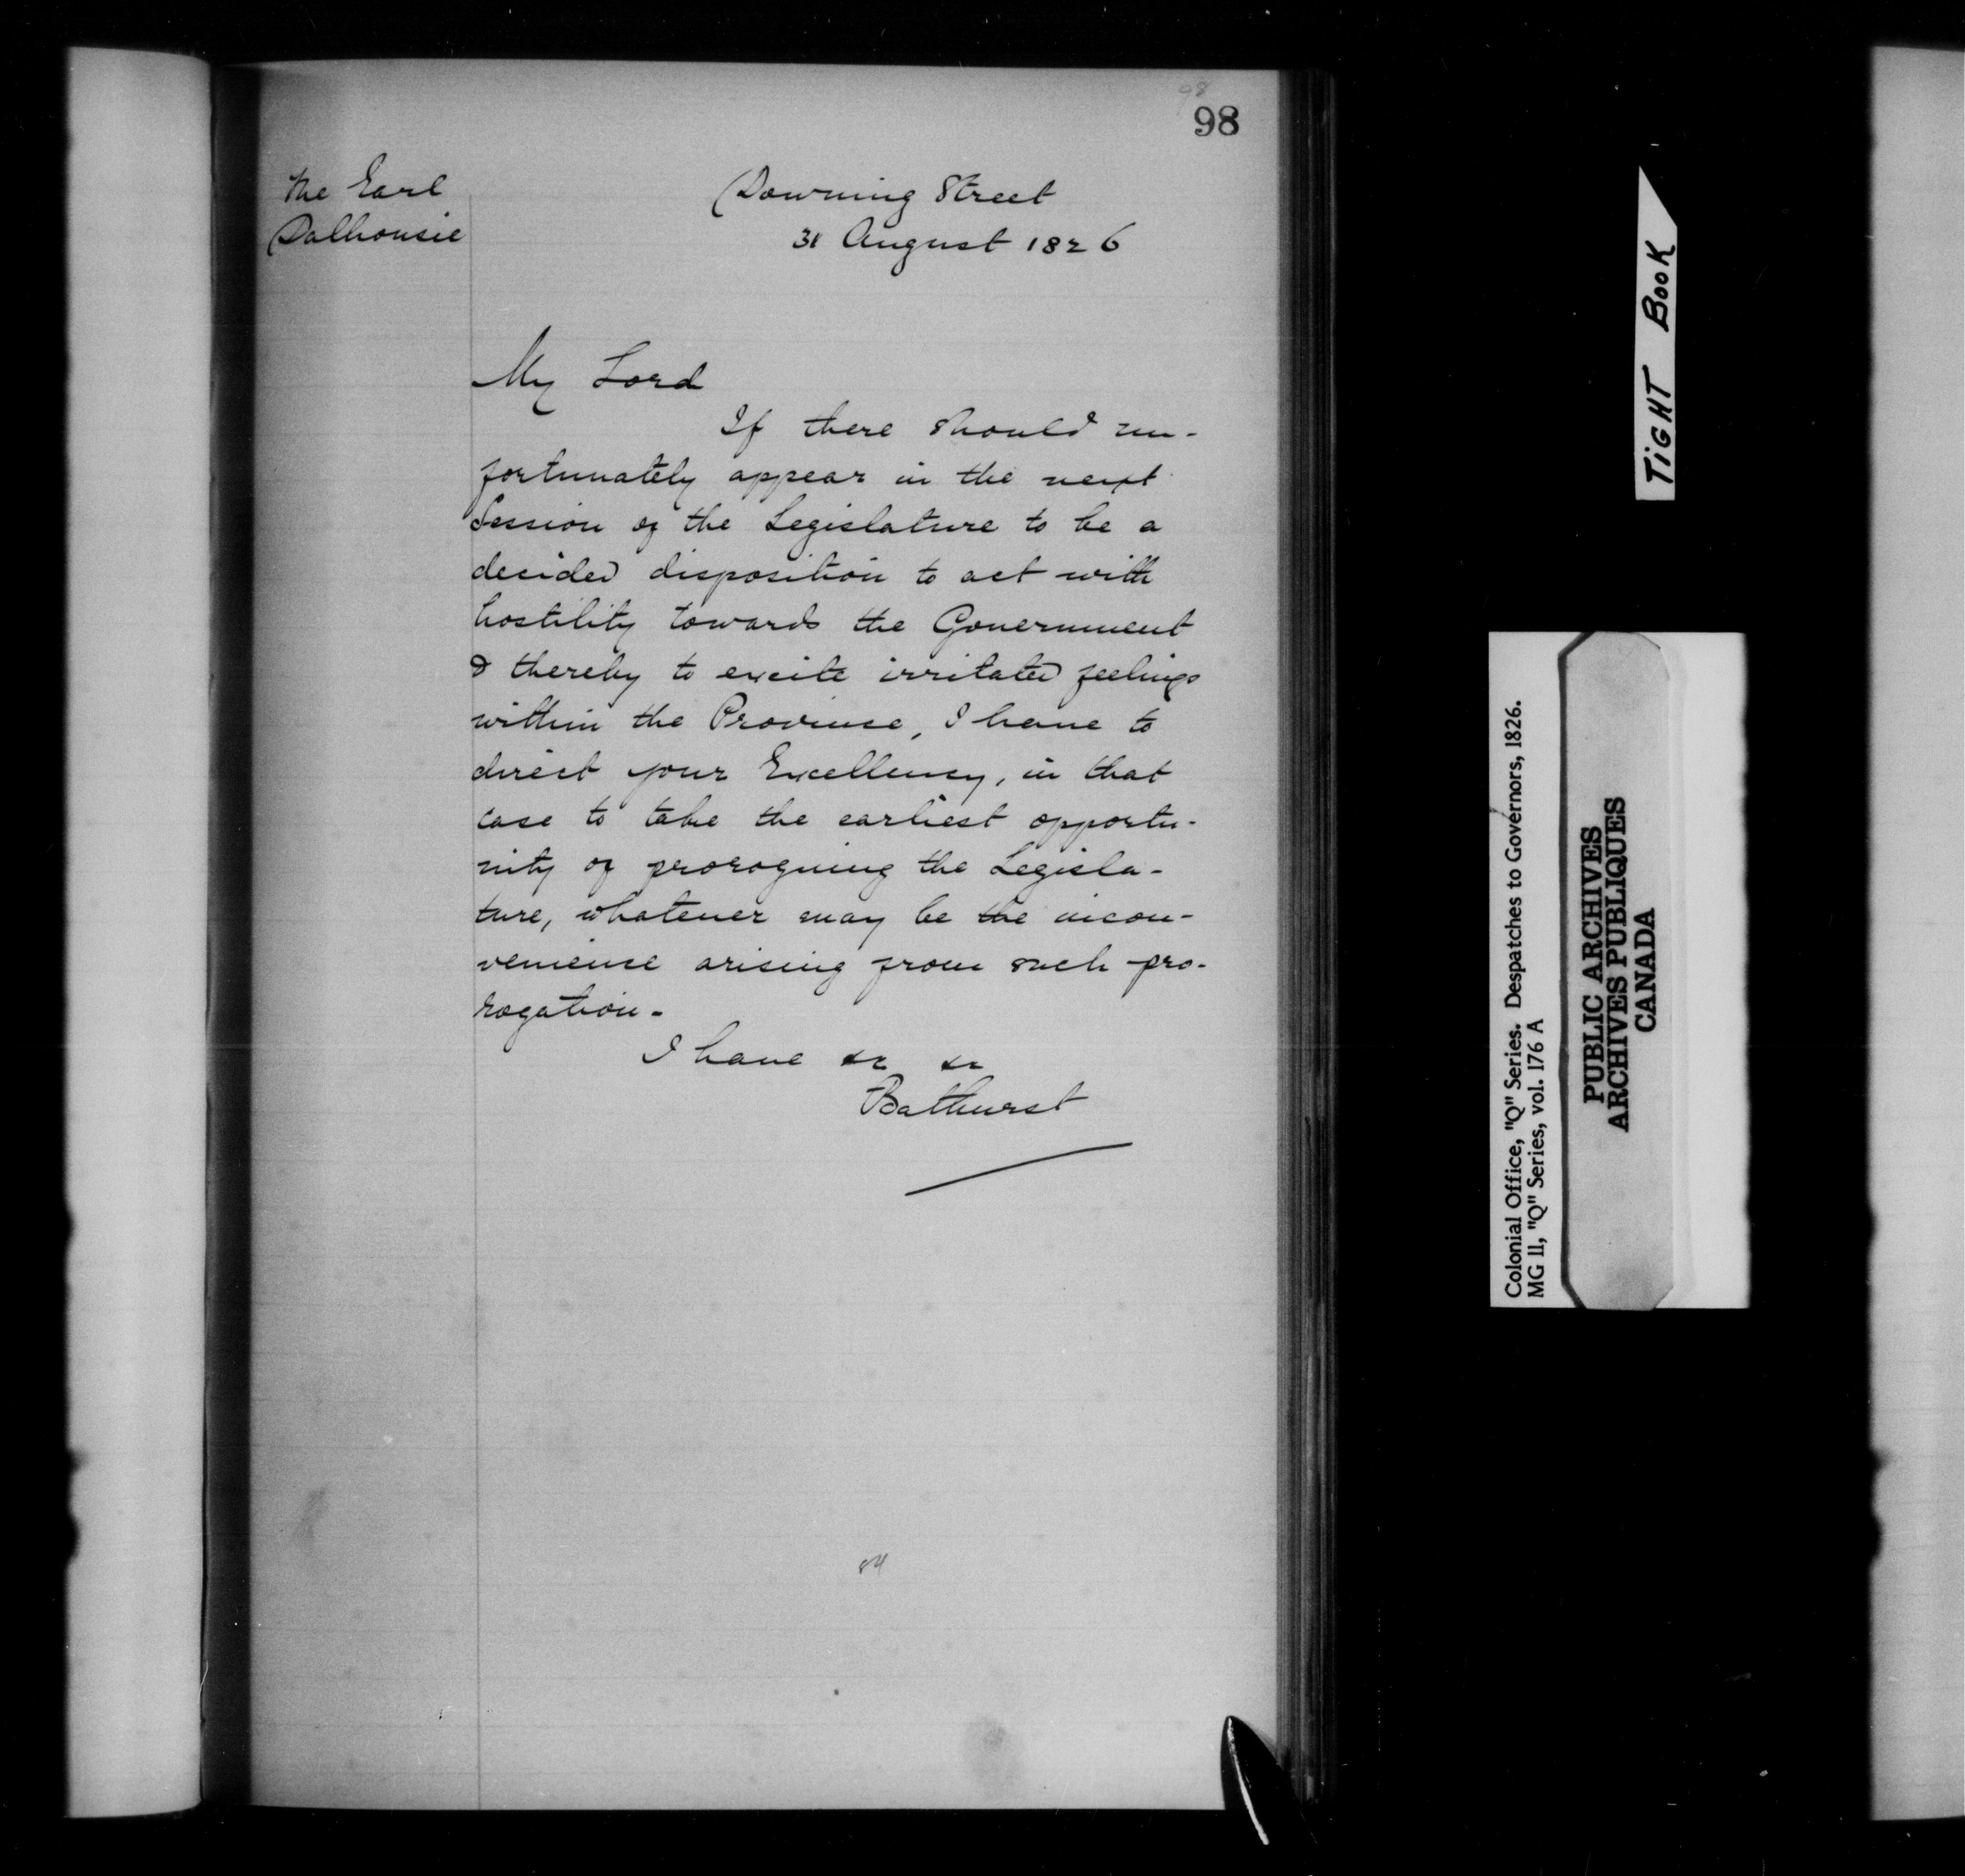 98
98
The Earl
Dalhousie
Downing Street
31 August 1826
My Lord
If there should un-
fortunately appear in the next
Session of the Legislature to be a
decided disposition to act with
hostility towards the Government
& thereby to excite irritated feelings
within the Province, I have to
direct your Excellency, in that
case to take the earliest opportu-
nity of proroguing the Legisla-
ture, whatever may be the incon-
venience arising from such pro-
rogation.
I have &c &c
Bathurst
TIGHT BOOK
Colonial Office, "Q" Series. Despatches to Governors, 1826.
MG 11, "Q" Series, vol. 176 A
PUBLIC ARCHIVES
ARCHIVES PUBLIQUES
CANADA